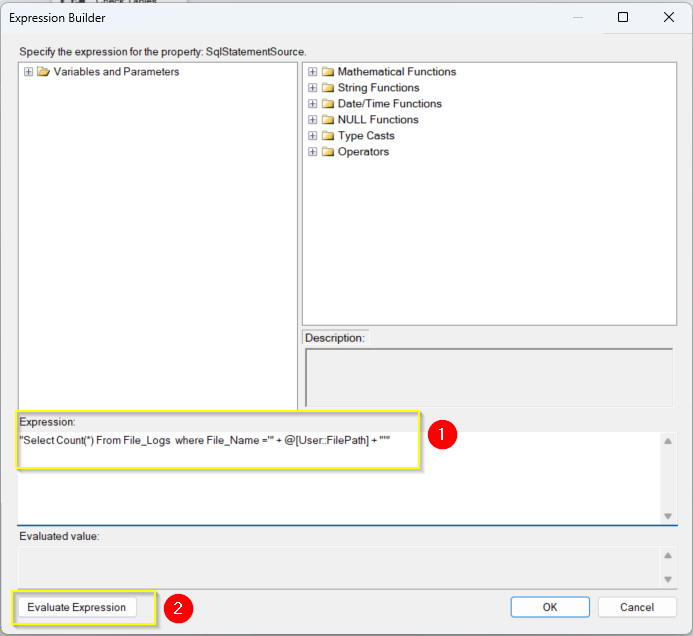 Check Tables
Expression Builder
Specify the expression for the property: SqlStatementSource.
Variables and Parameters
Mathematical Functions
String Functions
Date/Time Functions
NULL Functions
Type Casts
Operators
Description:
Expression:
"Select Count(*) From File_Logs  where File_Name ='" + @[User::FilePath] + "'"
1
Evaluated value:
Evaluate Expression
2
OK
Cancel